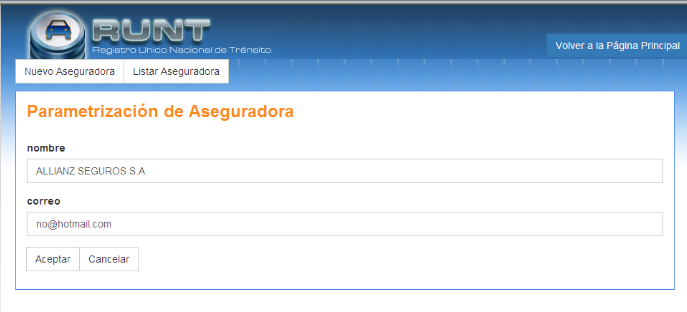 RUNT
Registro Único Nacional de Tránsito
Volver a la Página Principal
Nuevo Aseguradora Listar Aseguradora
Parametrización de Aseguradora
nombre
ALLIANZ SEGUROS S.A.
correo
no@hotmail.com
Aceptar Cancelar